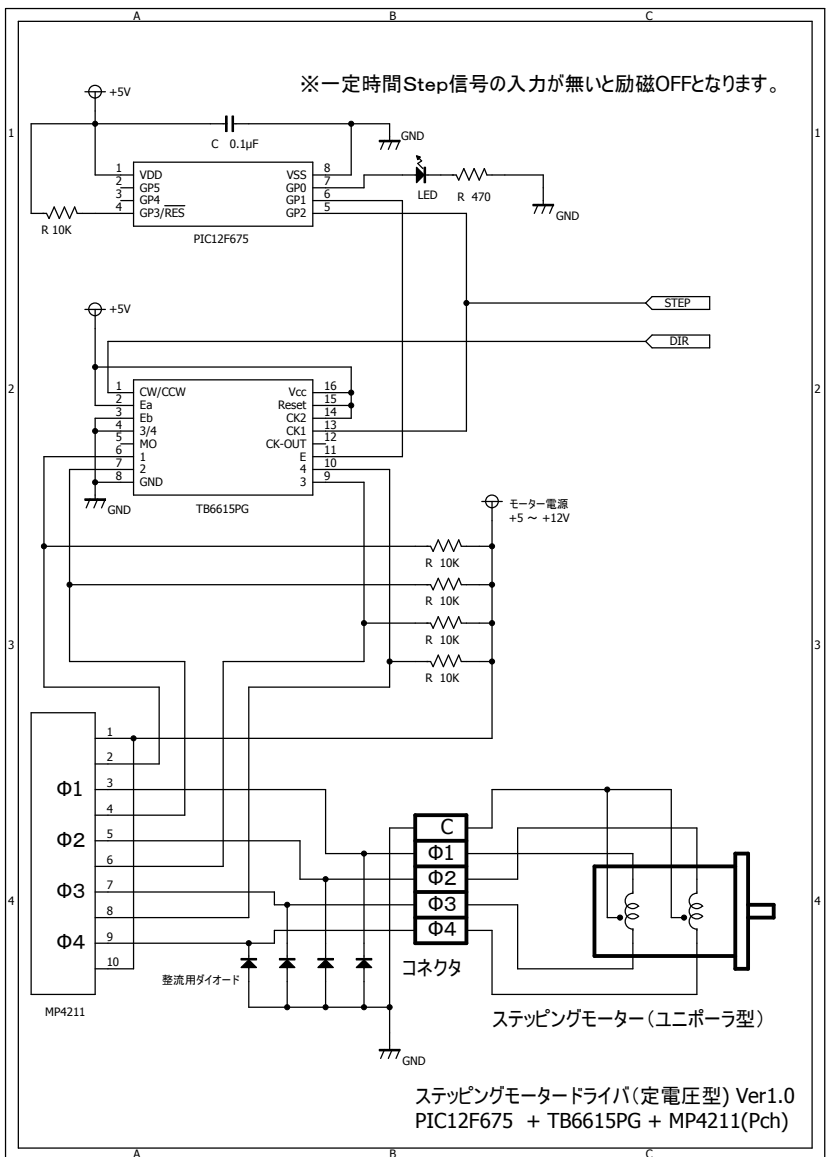 A B C
※一定時間Step信号の入力が無いと励磁OFFとなります。
+5V
1 1
C 0.1μF
GND
1 VDD VSS 8
2 GP5 GP0 7
3 GP4 GP1 6
4 GP3/RES GP2 5
LED
R 470
GND
R 10K
PIC12F675
STEP
+5V
DIR
2 2
1 CW/CCW Vcc 16
2 Ea Reset 15
3 Eb CK2 14
4 3/4 CK1 13
5 MO CK-OUT 12
6 1 E 11
7 2 4 10
8 GND 3 9
GND
TB6615PG
モーター電源
+5 ~ +12V
R 10K
R 10K
R 10K
R 10K
3 3
1
2
Φ1 3
4
Φ2 5
6
Φ3 7
8
Φ4 9
10
MP4211
C
Φ1
Φ2
Φ3
Φ4
コネクタ
4 4
整流用ダイオード
ステッピングモーター(ユニポーラ型)
GND
ステッピングモータードライバ(定電圧型) Ver1.0
PIC12F675 + TB6615PG + MP4211(Pch)
A B C